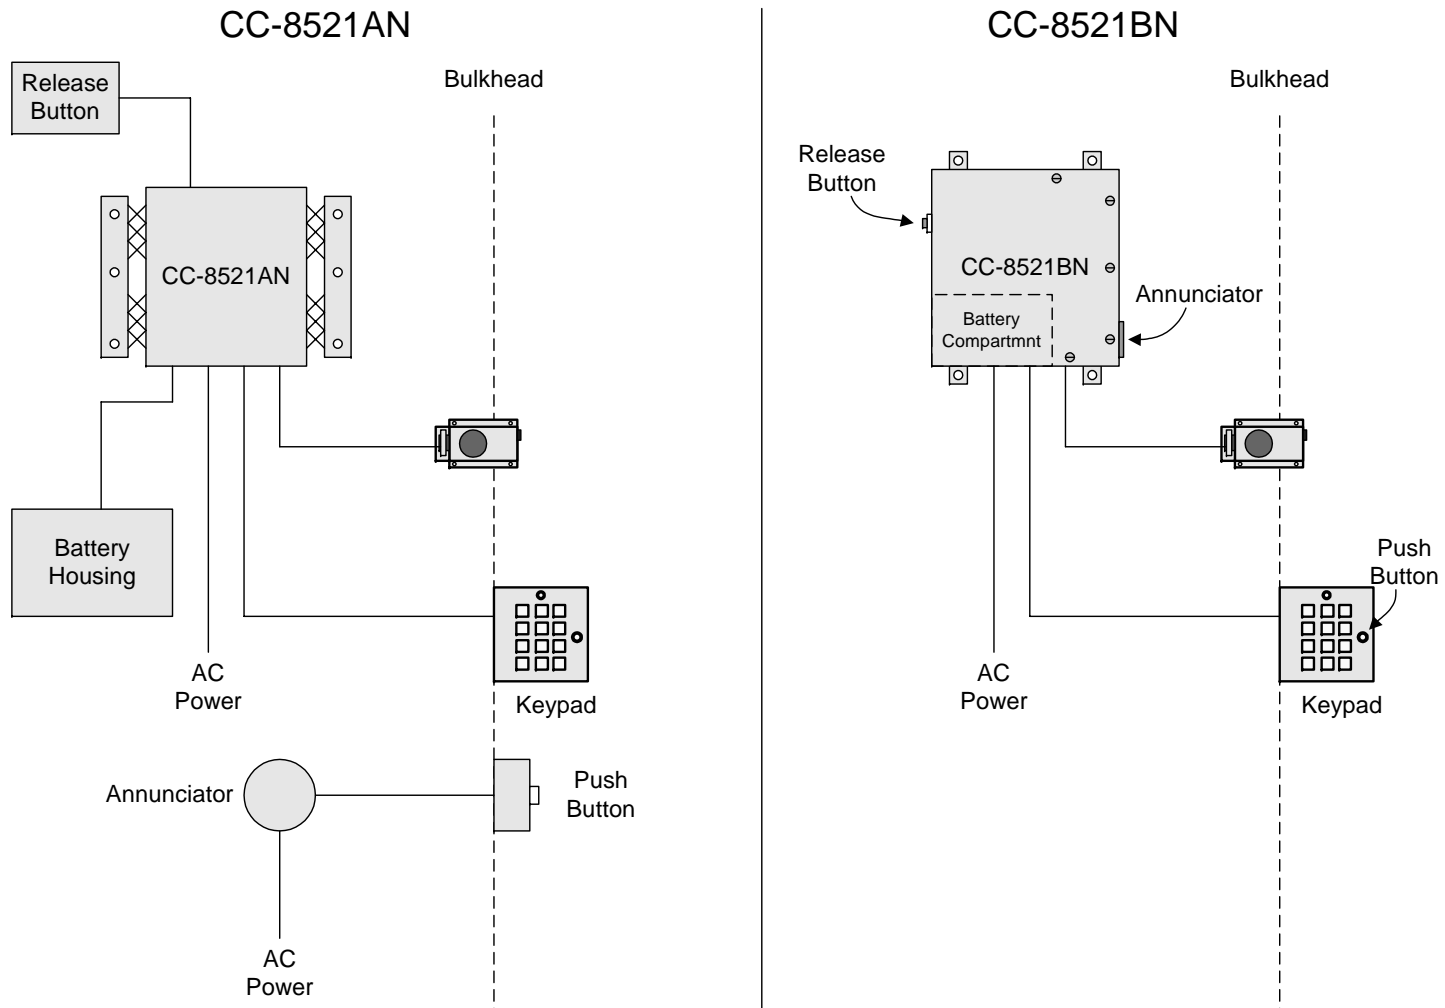 CC-8521AN
Release
Button
Bulkhead
CC-8521AN
Battery
Housing
AC
Power
Keypad
Annunciator
Push
Button
AC
Power
CC-8521BN
Bulkhead
Release
Button
CC-8521BN
Annunciator
Battery
Compartmnt
Push
Button
AC
Power
Keypad